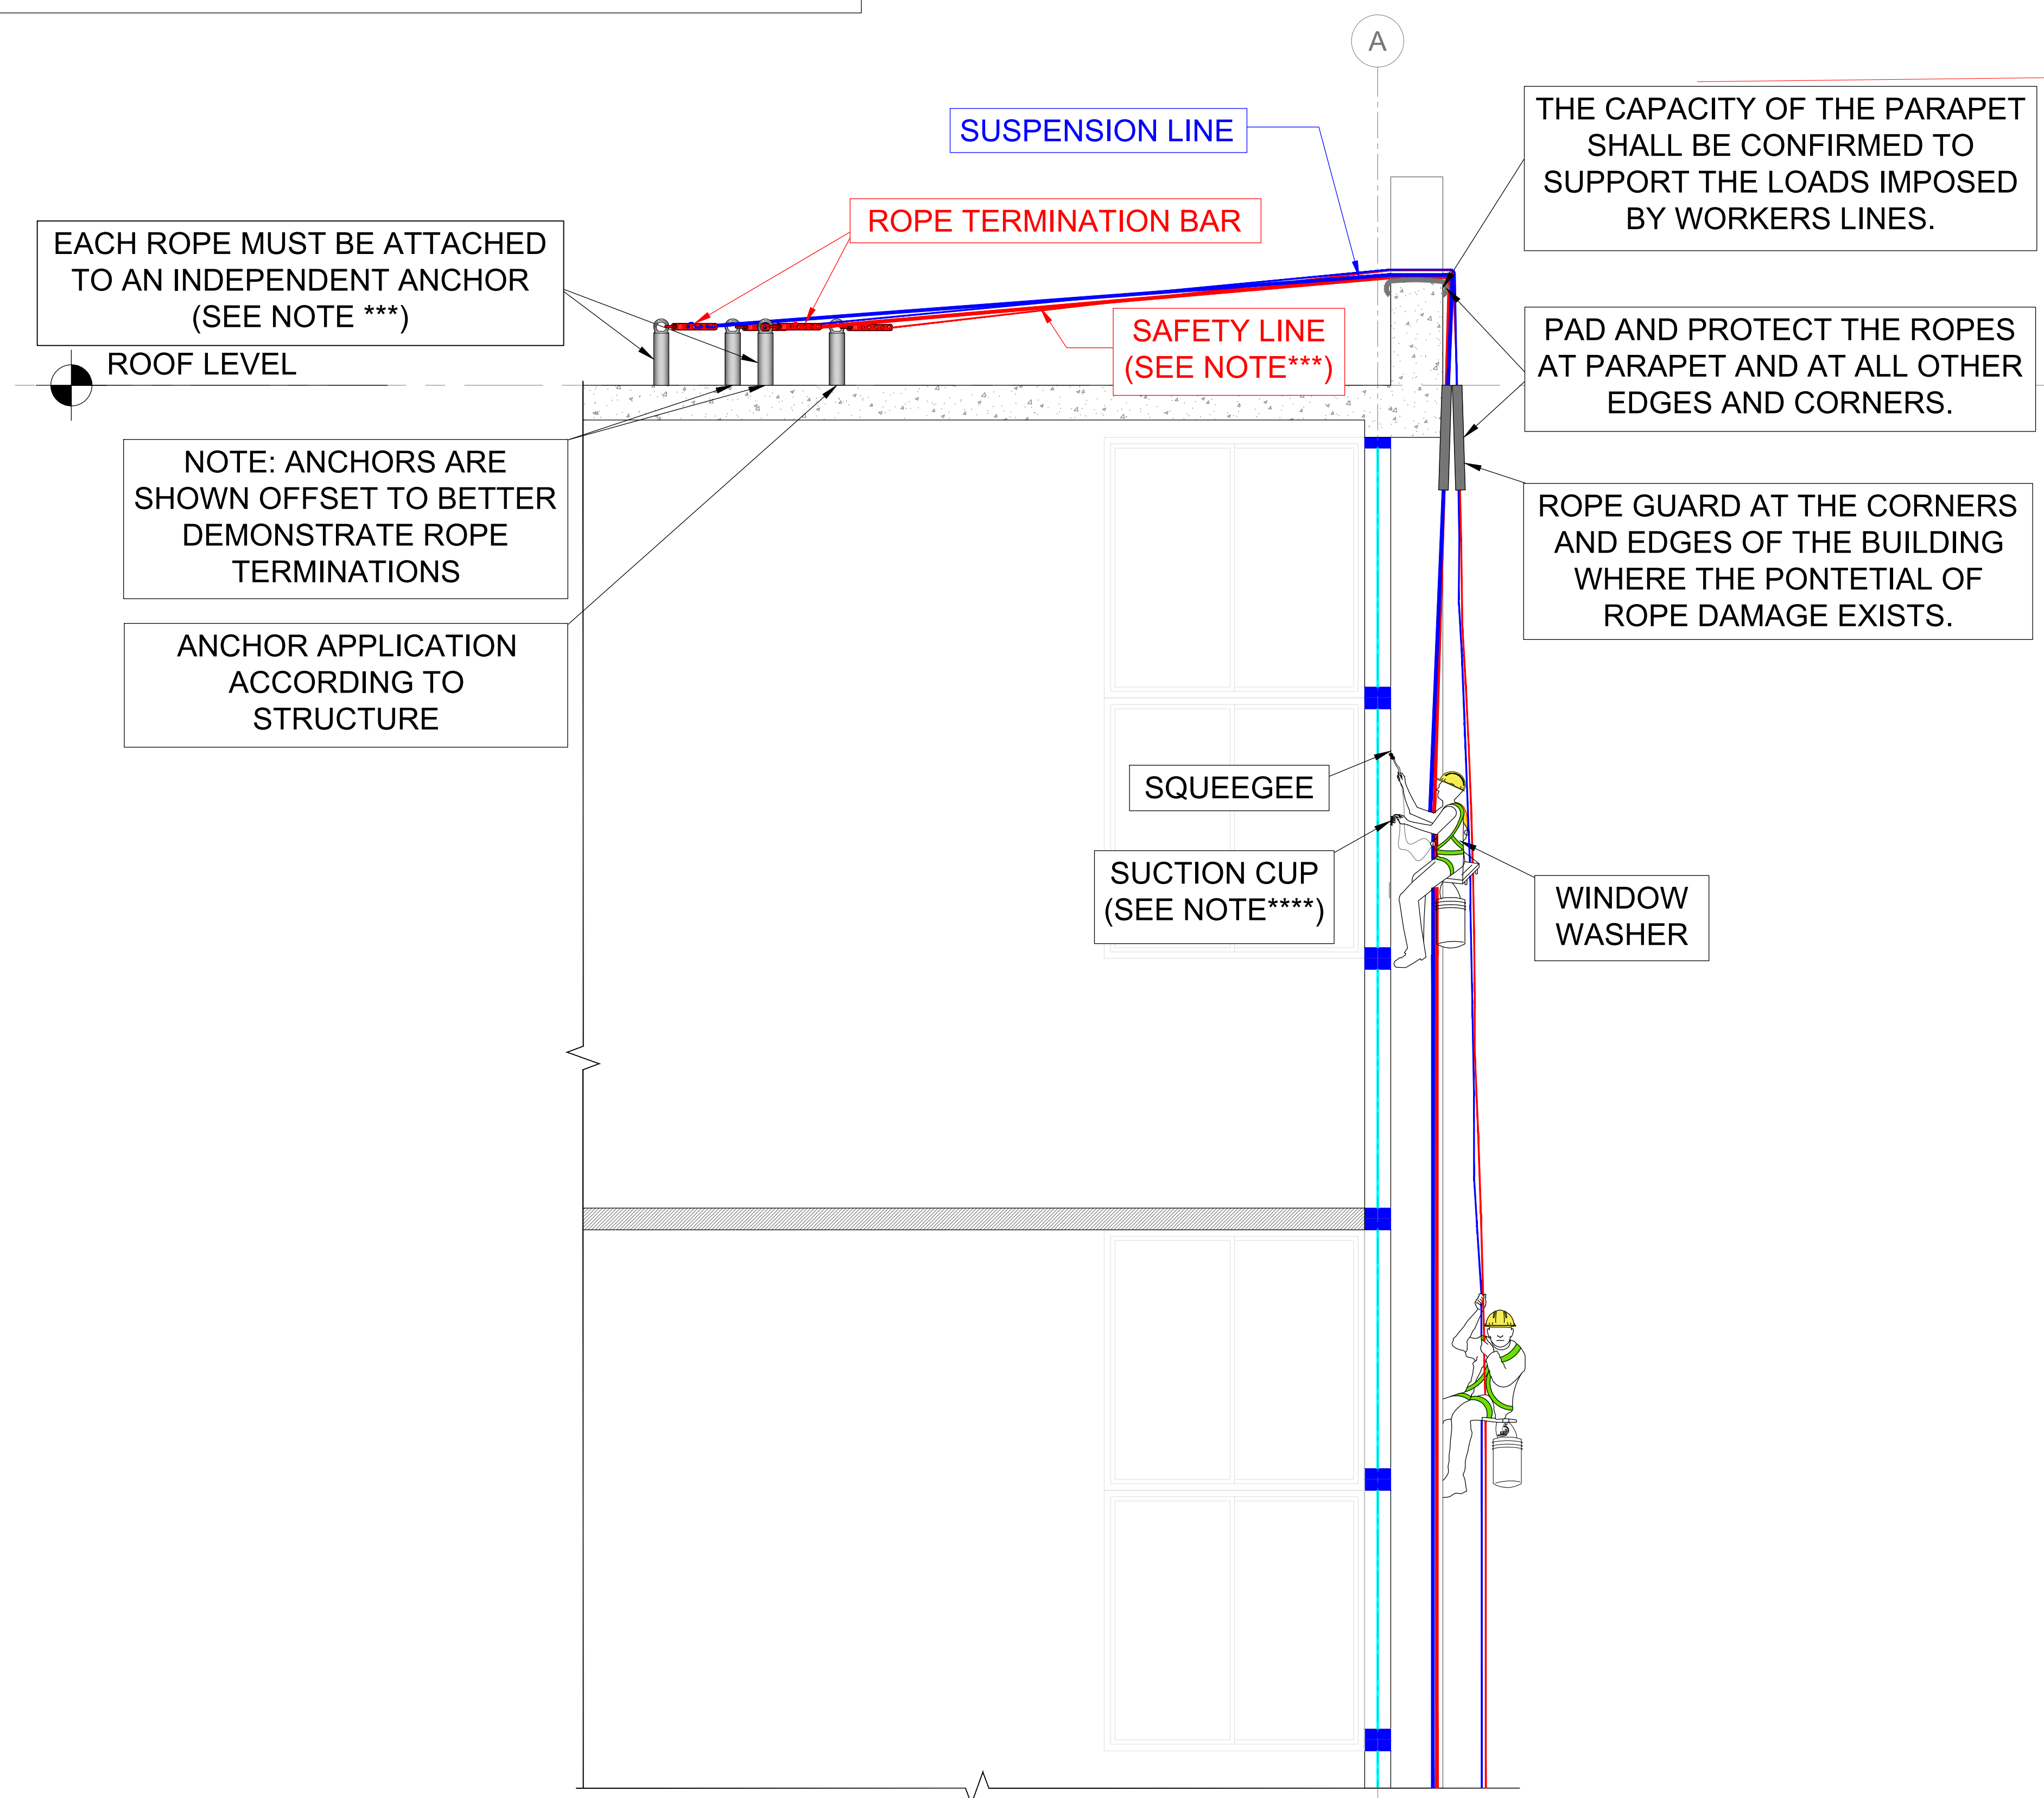 A
SUSPENSION LINE
THE CAPACITY OF THE PARAPET
SHALL BE CONFIRMED TO
SUPPORT THE LOADS IMPOSED
BY WORKERS LINES.
ROPE TERMINATION BAR
EACH ROPE MUST BE ATTACHED
TO AN INDEPENDENT ANCHOR
(SEE NOTE ***)
SAFETY LINE
(SEE NOTE***)
PAD AND PROTECT THE ROPES
AT PARAPET AND AT ALL OTHER
EDGES AND CORNERS.
ROOF LEVEL
NOTE: ANCHORS ARE
SHOWN OFFSET TO BETTER
DEMONSTRATE ROPE
TERMINATIONS
ROPE GUARD AT THE CORNERS
AND EDGES OF THE BUILDING
WHERE THE PONTETIAL OF
ROPE DAMAGE EXISTS.
ANCHOR APPLICATION
ACCORDING TO
STRUCTURE
SQUEEGEE
SUCTION CUP
(SEE NOTE****)
WINDOW
WASHER